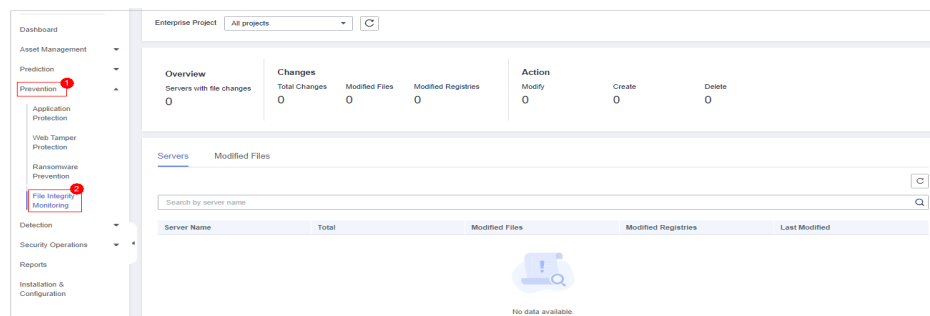 Dashboard
Asset Management
Prediction
Prevention
1
Application
Protection
Web Tamper
Protection
Ransomware
Prevention
2
File Integrity
Monitoring
Detection
Security Operations
Reports
Installation &
Configuration
Enterprise Project All projects
Overview
Servers with file changes
0
Changes
Total Changes Modified Files Modified Registries
0 0 0
Action
Modify Create Delete
0 0 0
Servers Modified Files
Search by server name
Server Name Total Modified Files Modified Registries Last Modified
No data available.